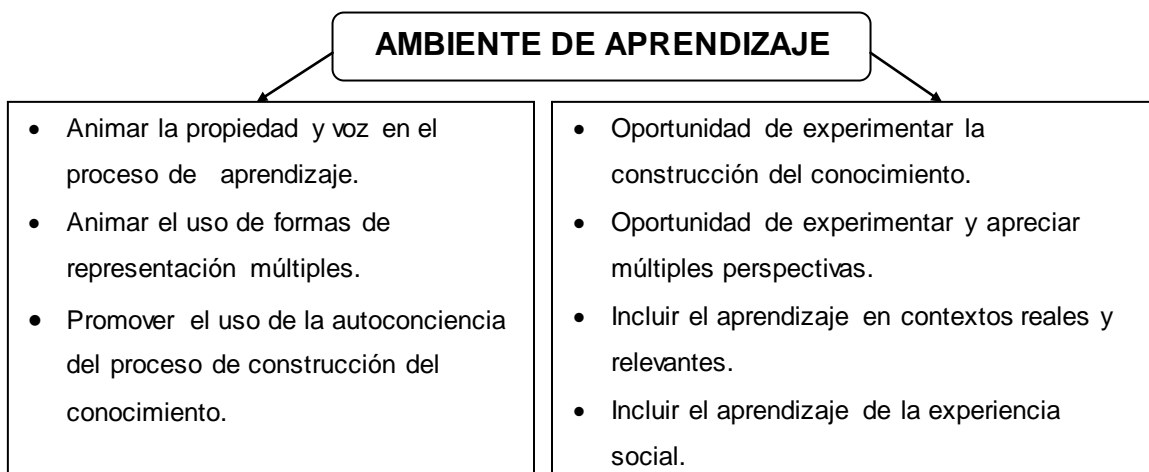 AMBIENTE DE APRENDIZAJE
• Animar la propiedad y voz en el
proceso de aprendizaje.
• Animar el uso de formas de
representación múltiples.
• Promover el uso de la autoconciencia
del proceso de construcción del
conocimiento.
• Oportunidad de experimentar la
construcción del conocimiento.
• Oportunidad de experimentar y apreciar
múltiples perspectivas.
• Incluir el aprendizaje en contextos reales y
relevantes.
• Incluir el aprendizaje de la experiencia
social.